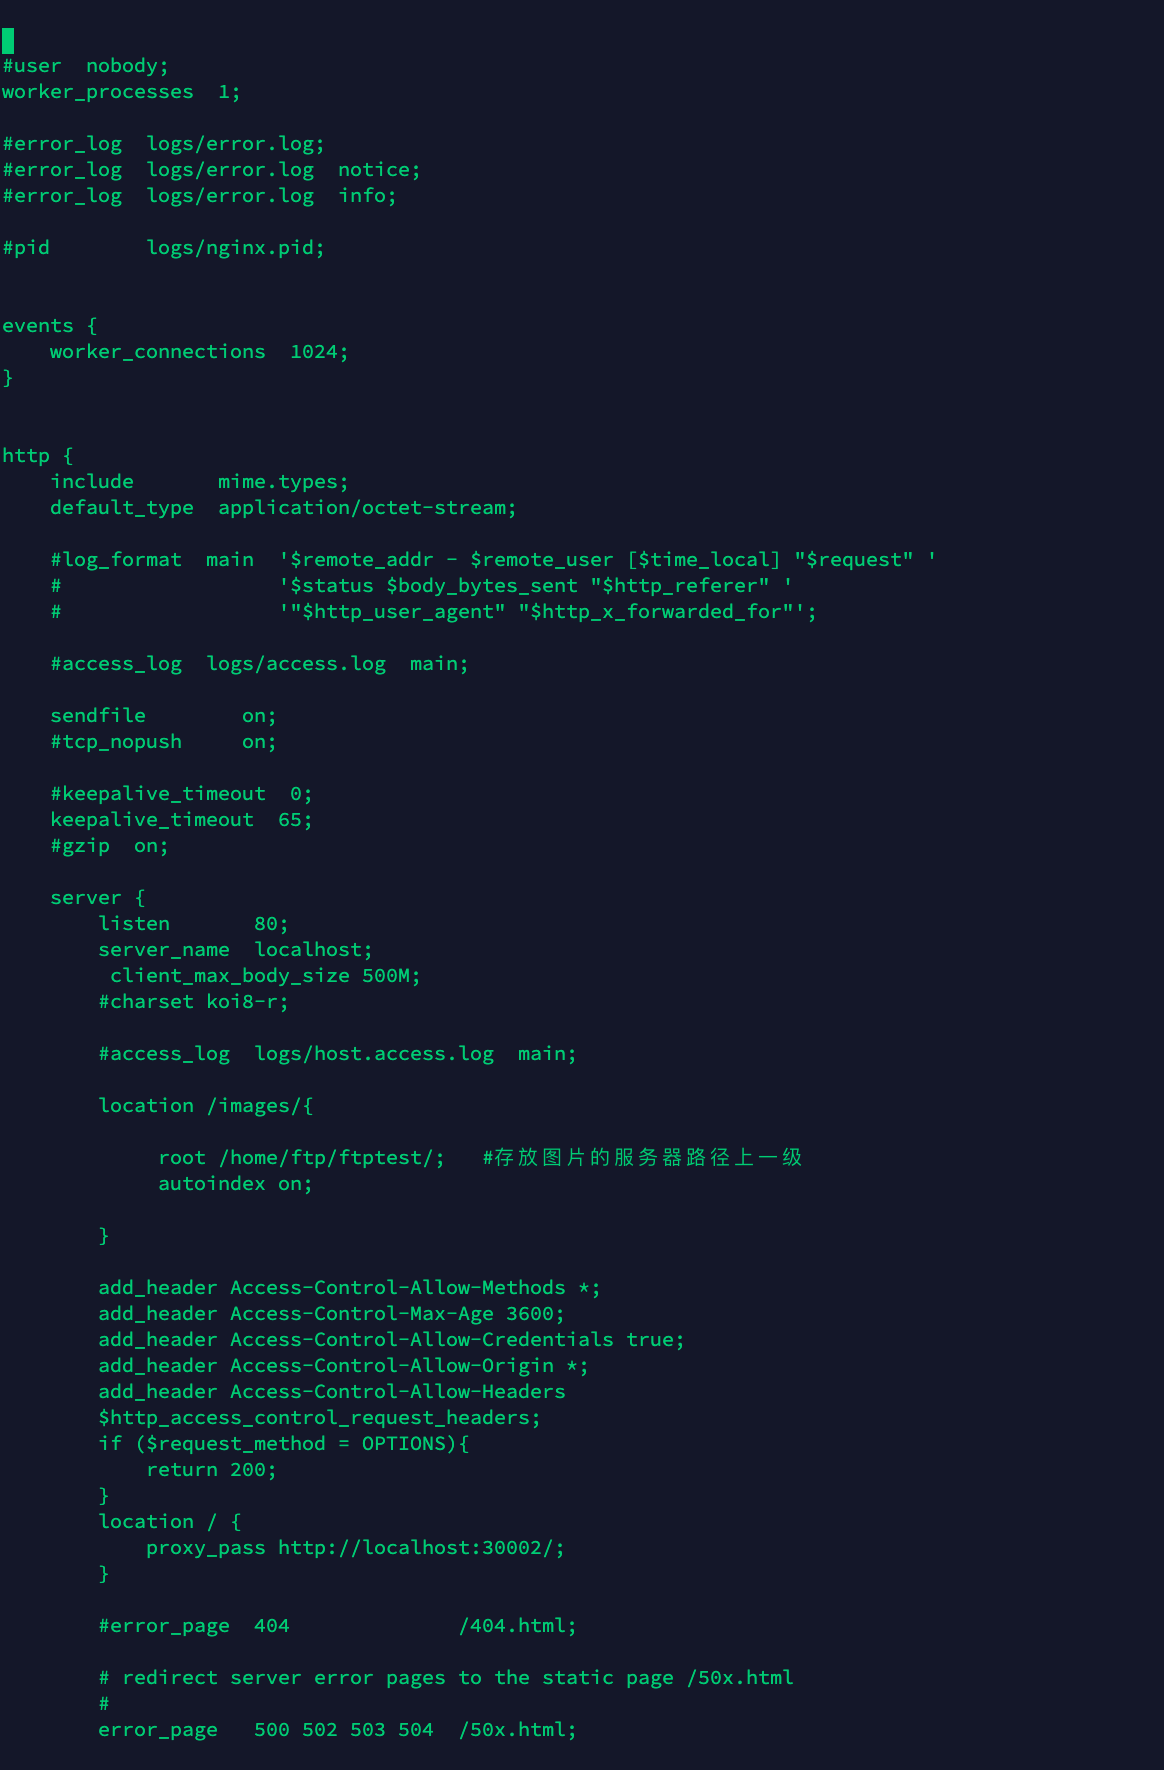 #user  nobody;
worker_processes  1;

#error_log  logs/error.log;
#error_log  logs/error.log  notice;
#error_log  logs/error.log  info;

#pid        logs/nginx.pid;


events {
    worker_connections  1024;
}


http {
    include       mime.types;
    default_type  application/octet-stream;

    #log_format  main  '$remote_addr - $remote_user [$time_local] "$request" '
    #                  '$status $body_bytes_sent "$http_referer" '
    #                  '"$http_user_agent" "$http_x_forwarded_for"';

    #access_log  logs/access.log  main;

    sendfile        on;
    #tcp_nopush     on;

    #keepalive_timeout  0;
    keepalive_timeout  65;
    #gzip  on;

    server {
        listen       80;
        server_name  localhost;
         client_max_body_size 500M;
        #charset koi8-r;

        #access_log  logs/host.access.log  main;

        location /images/{

             root /home/ftp/ftptest/;   #存放图片的服务器路径上一级
             autoindex on;

        }

        add_header Access-Control-Allow-Methods *;
        add_header Access-Control-Max-Age 3600;
        add_header Access-Control-Allow-Credentials true;
        add_header Access-Control-Allow-Origin *;
        add_header Access-Control-Allow-Headers
        $http_access_control_request_headers;
        if ($request_method = OPTIONS){
            return 200;
        }
        location / {
            proxy_pass http://localhost:30002/;
        }

        #error_page  404              /404.html;

        # redirect server error pages to the static page /50x.html
        #
        error_page   500 502 503 504  /50x.html;